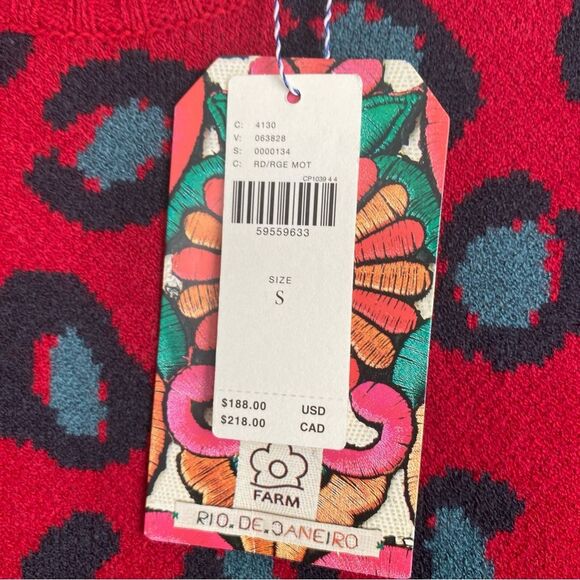 C: 4130
V: 063828
S: 0000134
C: RD/RGE MOT
CP1039 4 4
59559633
SIZE
S
$188.00 USD
$218.00 CAD
FARM
RIO.DE.JANEIRO